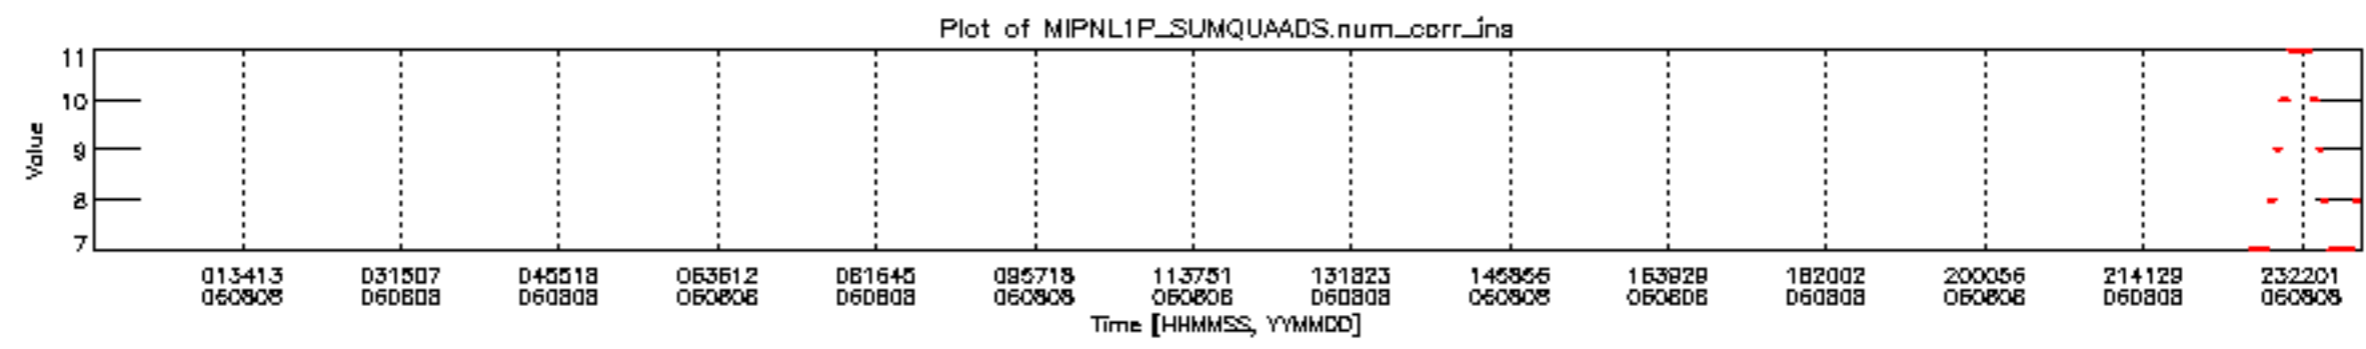 Plot of MIPNL1P_SUMQUAADS.num_corr_ins
11
10
9
8
7
Value
013413 031507 045518 063612 081645 095718 113751 131823 145856 163929 182002 200056 214129 232201
060808 060808 060808 060808 060808 060808 060808 060808 060808 060808 060808 060808 060808 060808
Time [HHMMSS, YYMMDD]